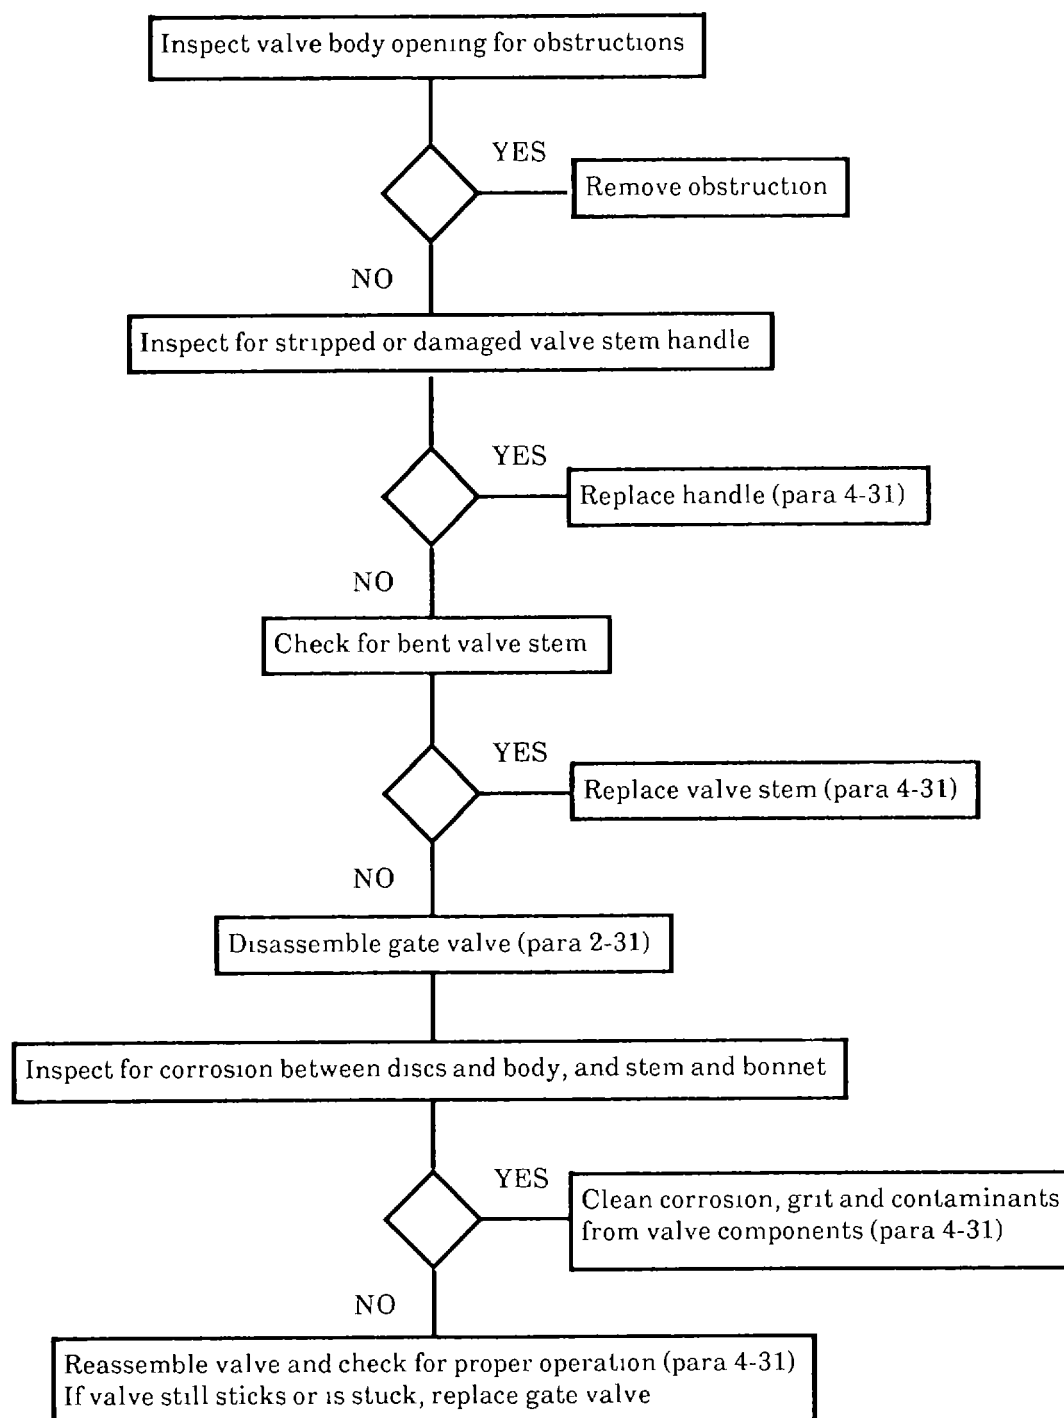 Inspect valve body opening for obstructions
YES
Remove obstruction
NO
Inspect for stripped or damaged valve stem handle
YES
Replace handle (para 4-31)
NO
Check for bent valve stem
YES
Replace valve stem (para 4-31)
NO
Disassemble gate valve (para 2-31)
Inspect for corrosion between discs and body, and stem and bonnet
YES
Clean corrosion, grit and contaminants
from valve components (para 4-31)
NO
Reassemble valve and check for proper operation (para 4-31)
If valve still sticks or is stuck, replace gate valve